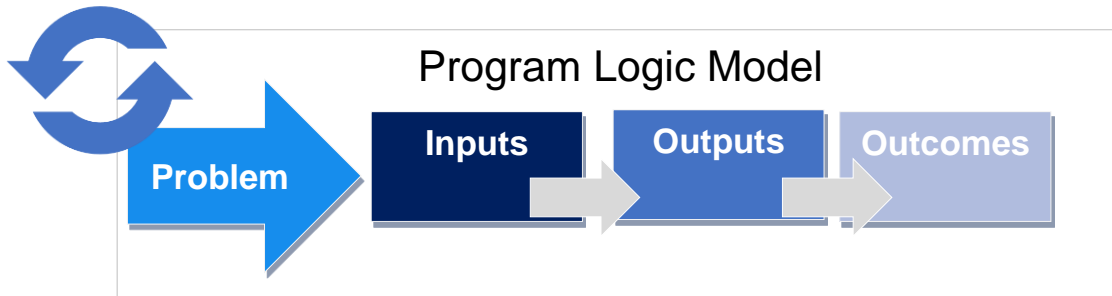 Program Logic Model
Problem
Inputs
Outputs
Outcomes